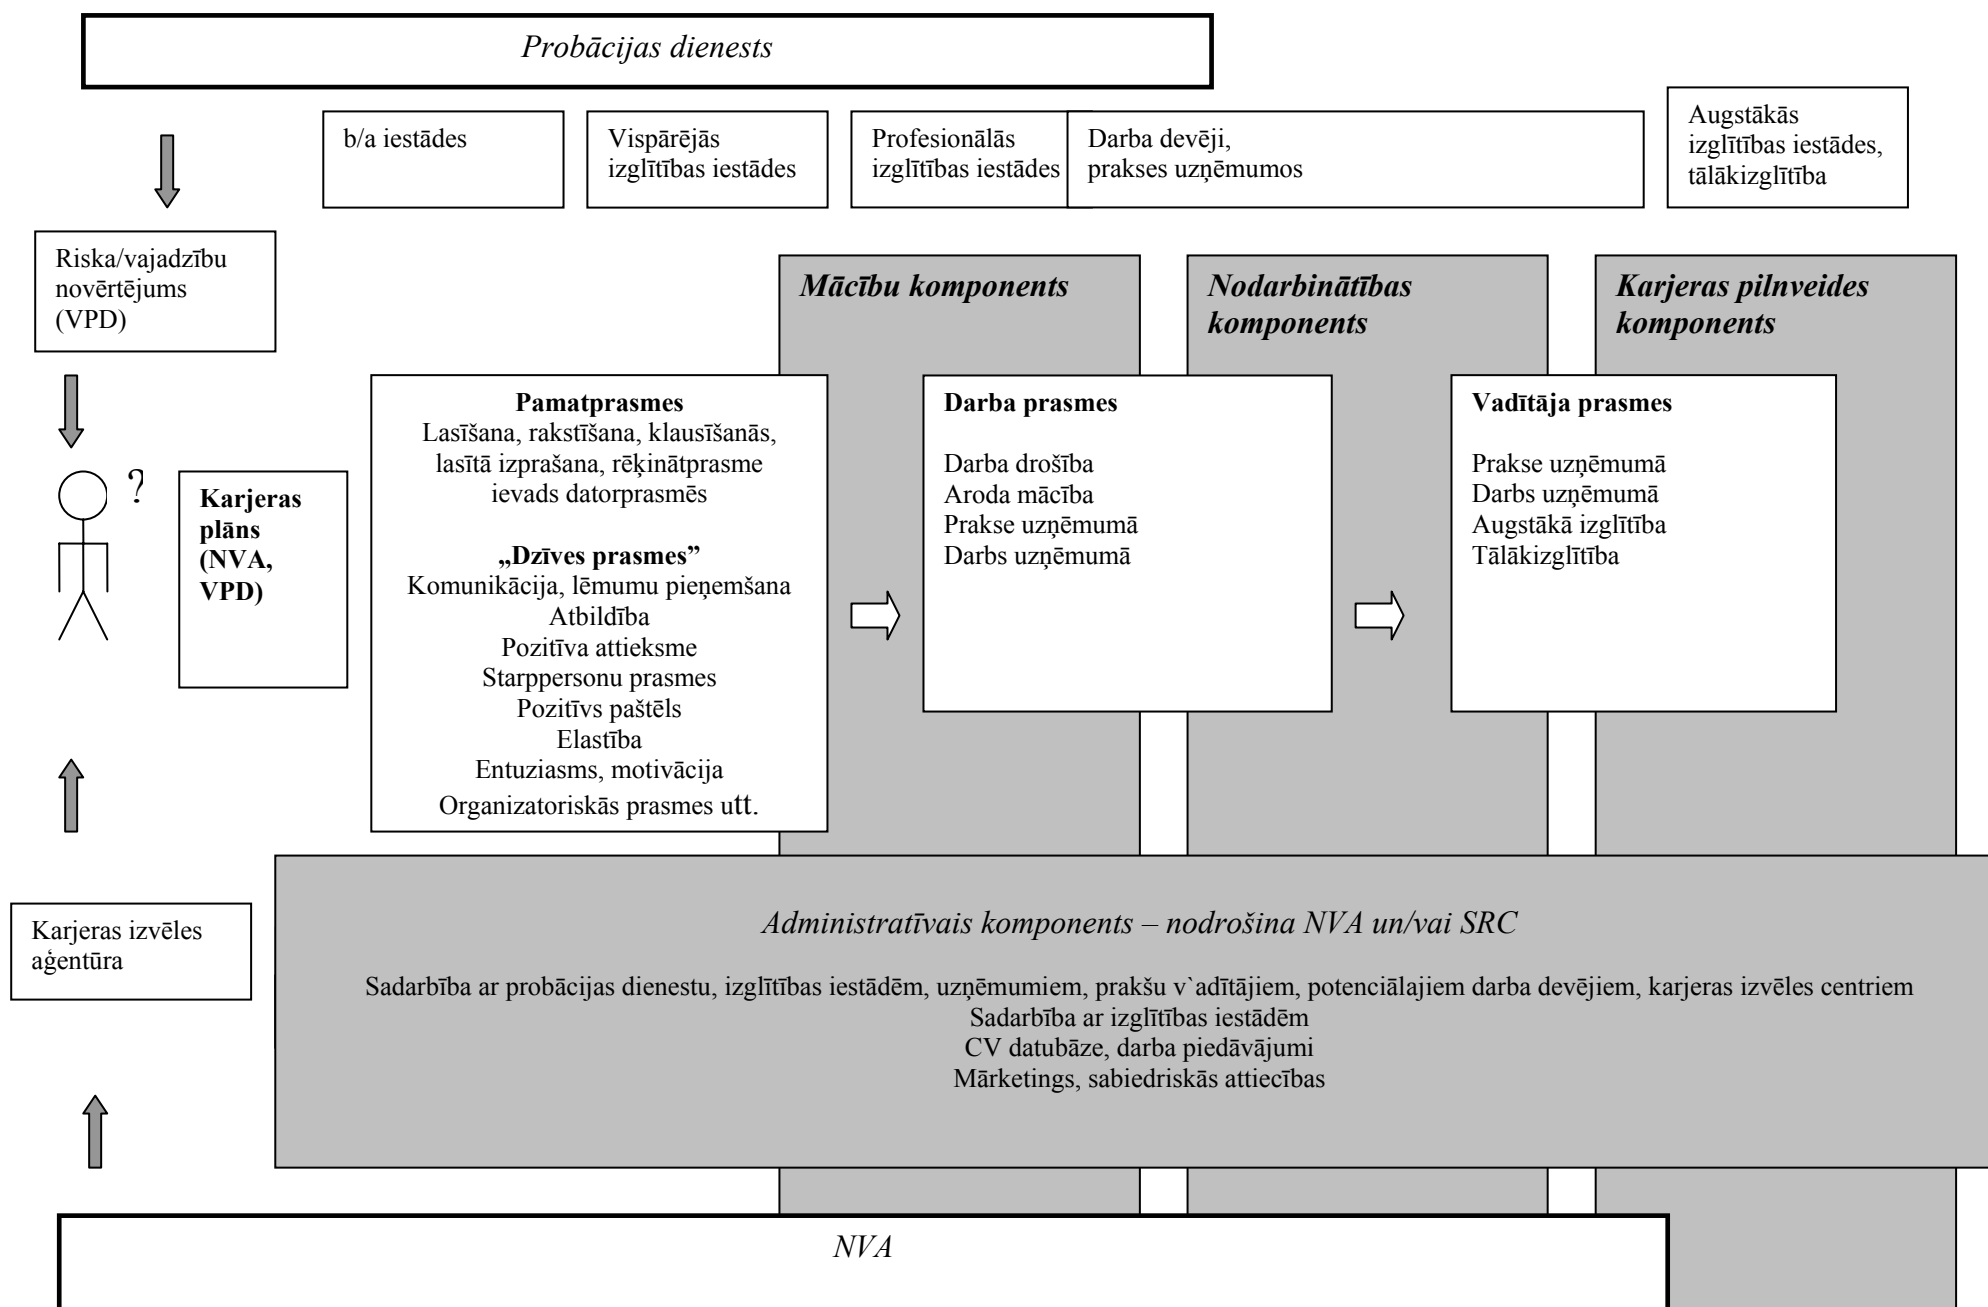 Probācijas dienests
b/a iestādes
Vispārējās
izglītības iestādes
Profesionālās
izglītības iestādes
Darba devēji,
prakses uzņēmumos
Augstākās
izglītības iestādes,
tālākizglītība
Riska/vajadzību
novērtējums
(VPD)
Mācību komponents
Nodarbinātības
komponents
Karjeras pilnveides
komponents
?
Karjeras
plāns
(NVA,
VPD)
Pamatprasmes
Lasīšana, rakstīšana, klausīšanās,
lasītā izprašana, rēķinātprasme
ievads datorprasmēs
„Dzīves prasmes”
Komunikācija, lēmumu pieņemšana
Atbildība
Pozitīva attieksme
Starppersonu prasmes
Pozitīvs paštēls
Elastība
Entuziasms, motivācija
Organizatoriskās prasmes utt.
Darba prasmes
Darba drošība
Aroda mācība
Prakse uzņēmumā
Darbs uzņēmumā
Vadītāja prasmes
Prakse uzņēmumā
Darbs uzņēmumā
Augstākā izglītība
Tālākizglītība
Karjeras izvēles
aģentūra
Administratīvais komponents – nodrošina NVA un/vai SRC
Sadarbība ar probācijas dienestu, izglītības iestādēm, uzņēmumiem, prakšu v`adītājiem, potenciālajiem darba devējiem, karjeras izvēles centriem
Sadarbība ar izglītības iestādēm
CV datubāze, darba piedāvājumi
Mārketings, sabiedriskās attiecības
NVA